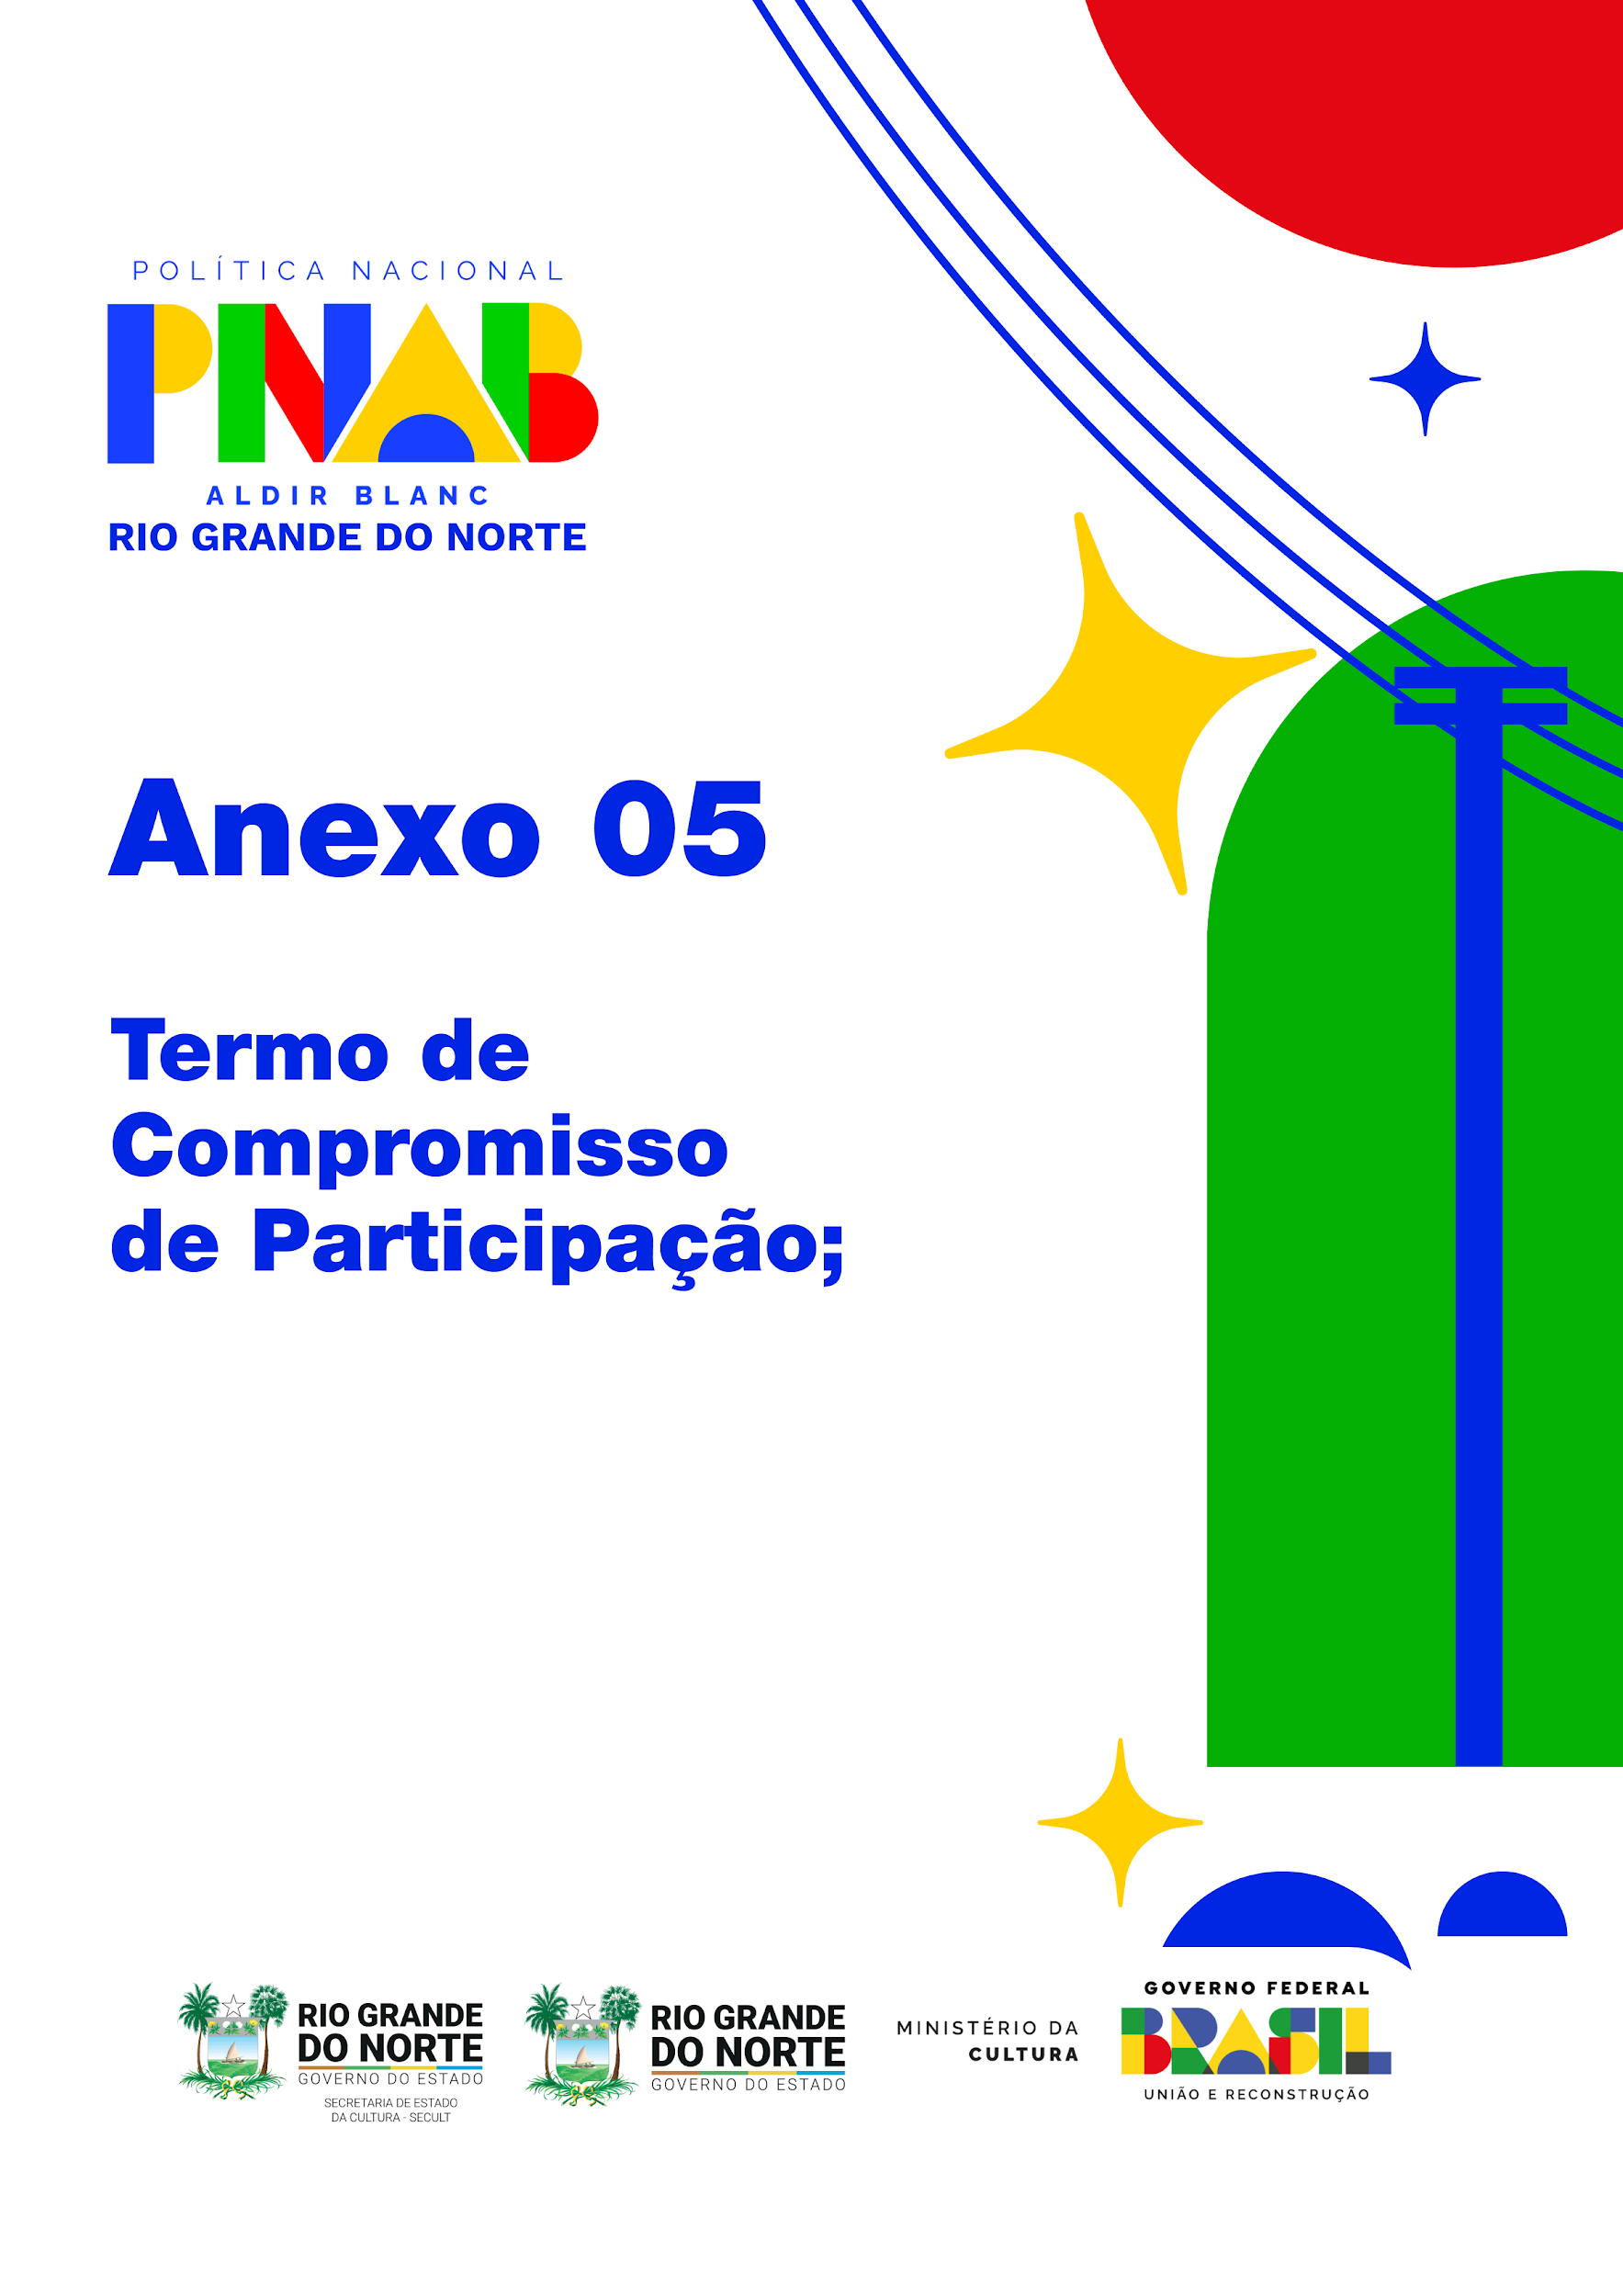 POLÍTICA NACIONAL
PNAB
ALDIR BLANC
RIO GRANDE DO NORTE
Anexo 05
Termo de
Compromisso
de Participação;
RIO GRANDE
DO NORTE
GOVERNO DO ESTADO
SECRETARIA DE ESTADO
DA CULTURA - SECULT
RIO GRANDE
DO NORTE
GOVERNO DO ESTADO
MINISTÉRIO DA
CULTURA
GOVERNO FEDERAL
BRASIL
UNIÃO E RECONSTRUÇÃO